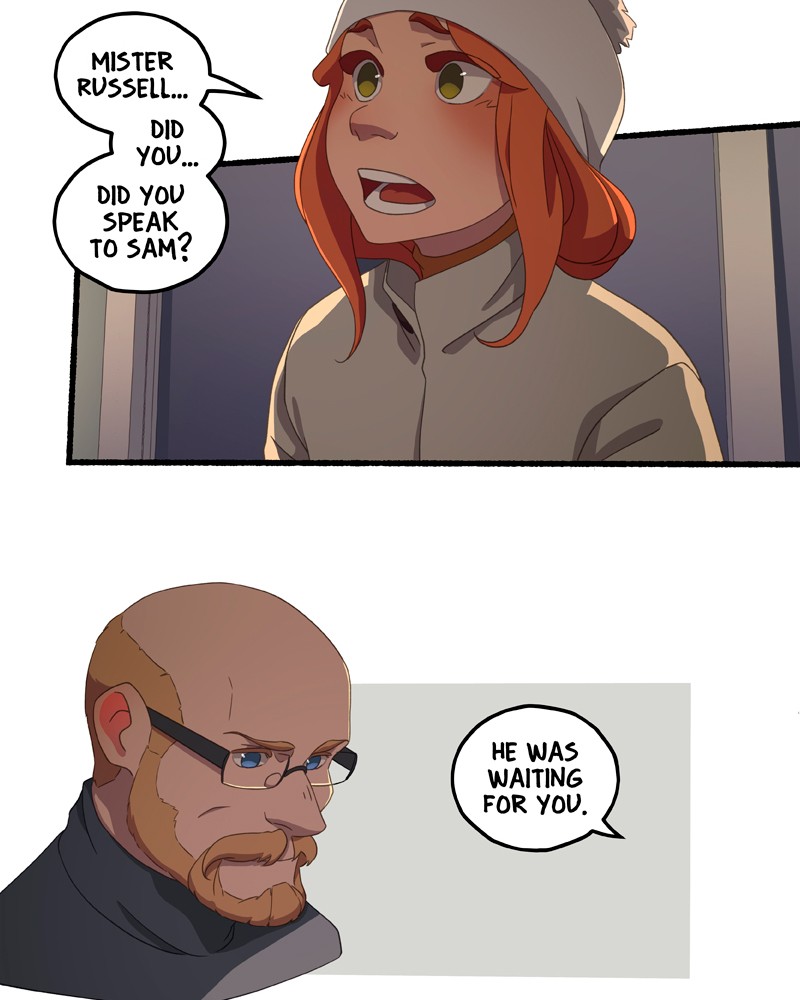 MISTER
RUSSELL...
DID
YOU...
DID YOU
SPEAK
TO SAM?
HE WAS
WAITING
FOR YOU.